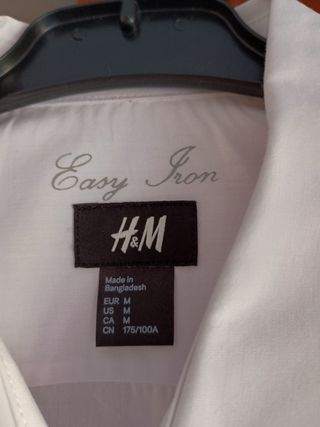 Easy Iron
H&M
Made in
Bangladesh
EUR M
US M
CA M
CN 175/100A